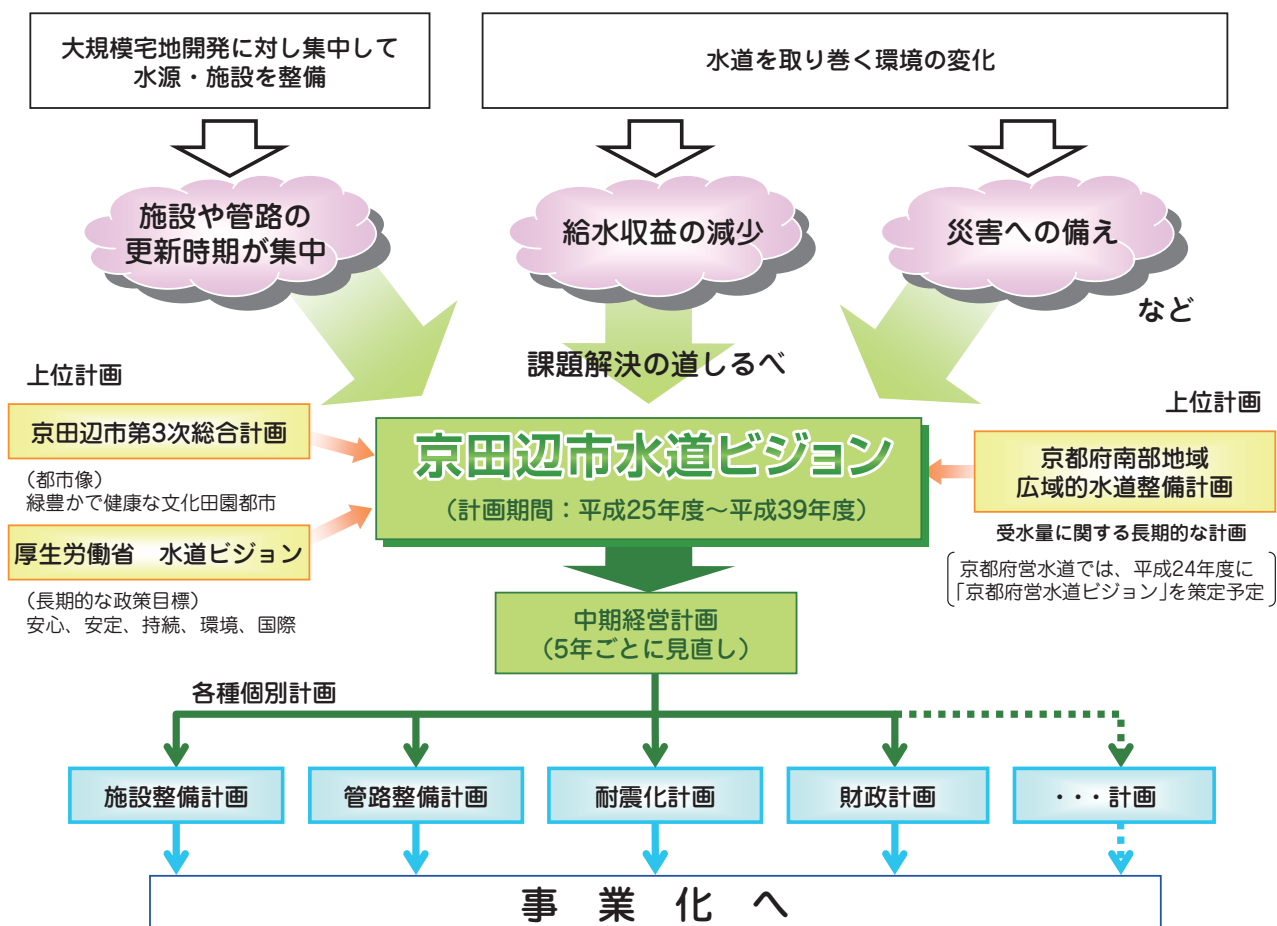 大規模宅地開発に対し集中して
水源・施設を整備
水道を取り巻く環境の変化
施設や管路の
更新時期が集中
給水収益の減少
災害への備え
など
課題解決の道しるべ
上位計画
京田辺市第3次総合計画
(都市像)
緑豊かで健康な文化田園都市
厚生労働省　水道ビジョン
(長期的な政策目標)
安心、安定、持続、環境、国際
京田辺市水道ビジョン
(計画期間：平成25年度～平成39年度)
上位計画
京都府南部地域
広域的水道整備計画
受水量に関する長期的な計画
京都府営水道では、平成24年度に
「京都府営水道ビジョン」を策定予定
中期経営計画
(5年ごとに見直し)
各種個別計画
施設整備計画
管路整備計画
耐震化計画
財政計画
・・・計画
事業化へ